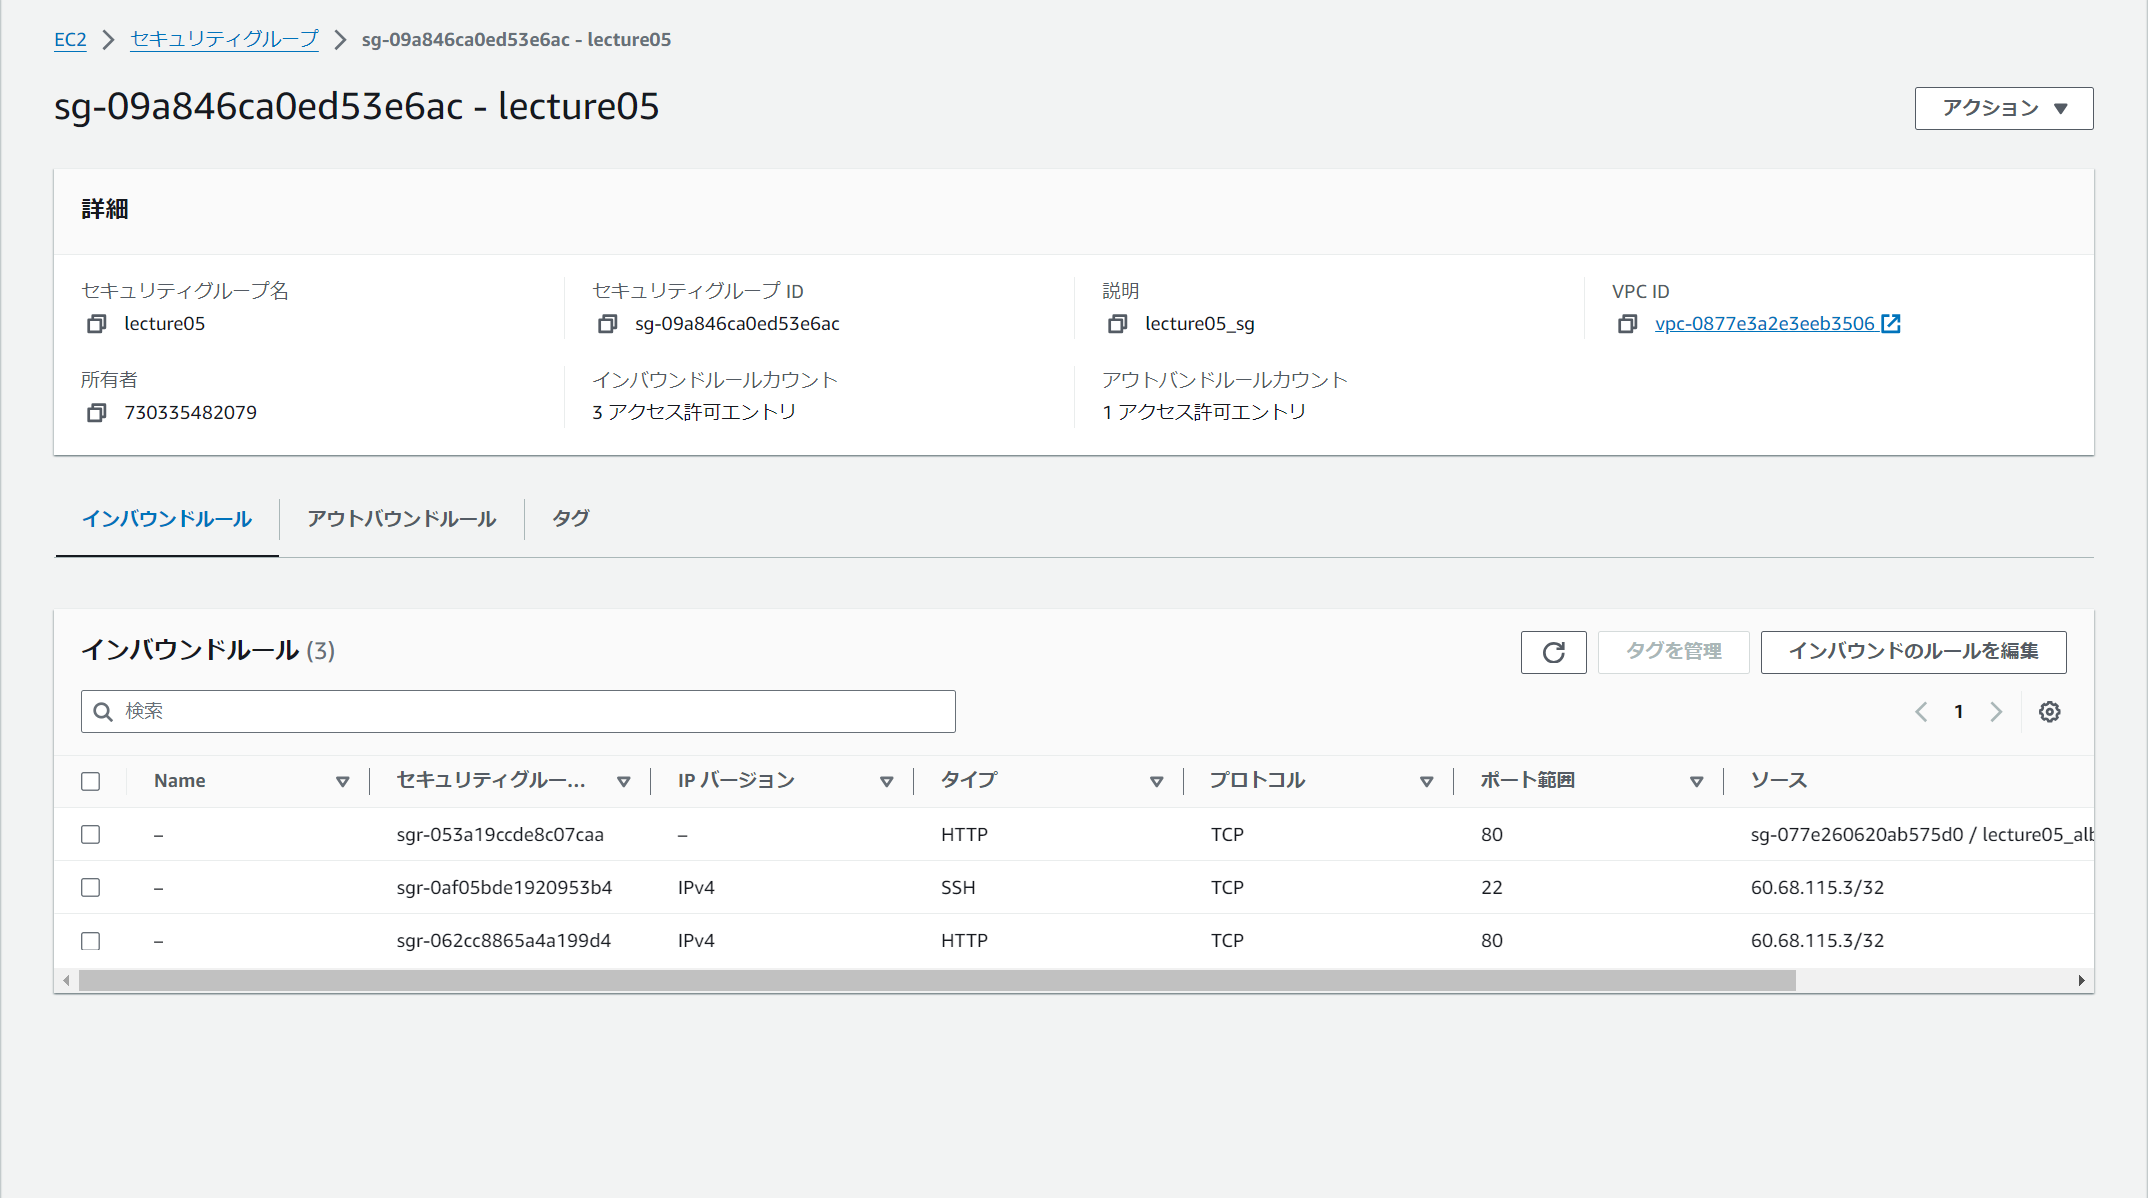 EC2 > セキュリティグループ > sg-09a846ca0ed53e6ac - lecture05
sg-09a846ca0ed53e6ac - lecture05
アクション ▼
詳細
セキュリティグループ名
lecture05
セキュリティグループ ID
sg-09a846ca0ed53e6ac
説明
lecture05_sg
VPC ID
vpc-0877e3a2e3eeb3506
所有者
730335482079
インバウンドルールカウント
3 アクセス許可エントリ
アウトバンドルールカウント
1 アクセス許可エントリ
インバウンドルール アウトバウンドルール タグ
インバウンドルール (3)
タグを管理 インバウンドのルールを編集
検索
1
Name セキュリティグルー... IP バージョン タイプ プロトコル ポート範囲 ソース
– sgr-053a19ccde8c07caa – HTTP TCP 80 sg-077e260620ab575d0 / lecture05_alb
– sgr-0af05bde1920953b4 IPv4 SSH TCP 22 60.68.115.3/32
– sgr-062cc8865a4a199d4 IPv4 HTTP TCP 80 60.68.115.3/32